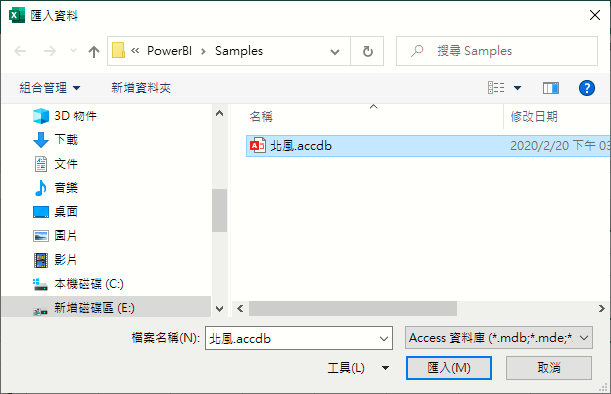 匯入資料
« PowerBI › Samples
搜尋 Samples
組合管理
新增資料夾
3D 物件
下載
文件
音樂
桌面
圖片
影片
本機磁碟 (C:)
新增磁碟區 (E:)
名稱
修改日期
北風.accdb
2020/2/20 下午 03
檔案名稱(N):
北風.accdb
Access 資料庫 (*.mdb;*.mde;*
工具(L)
匯入(M)
取消